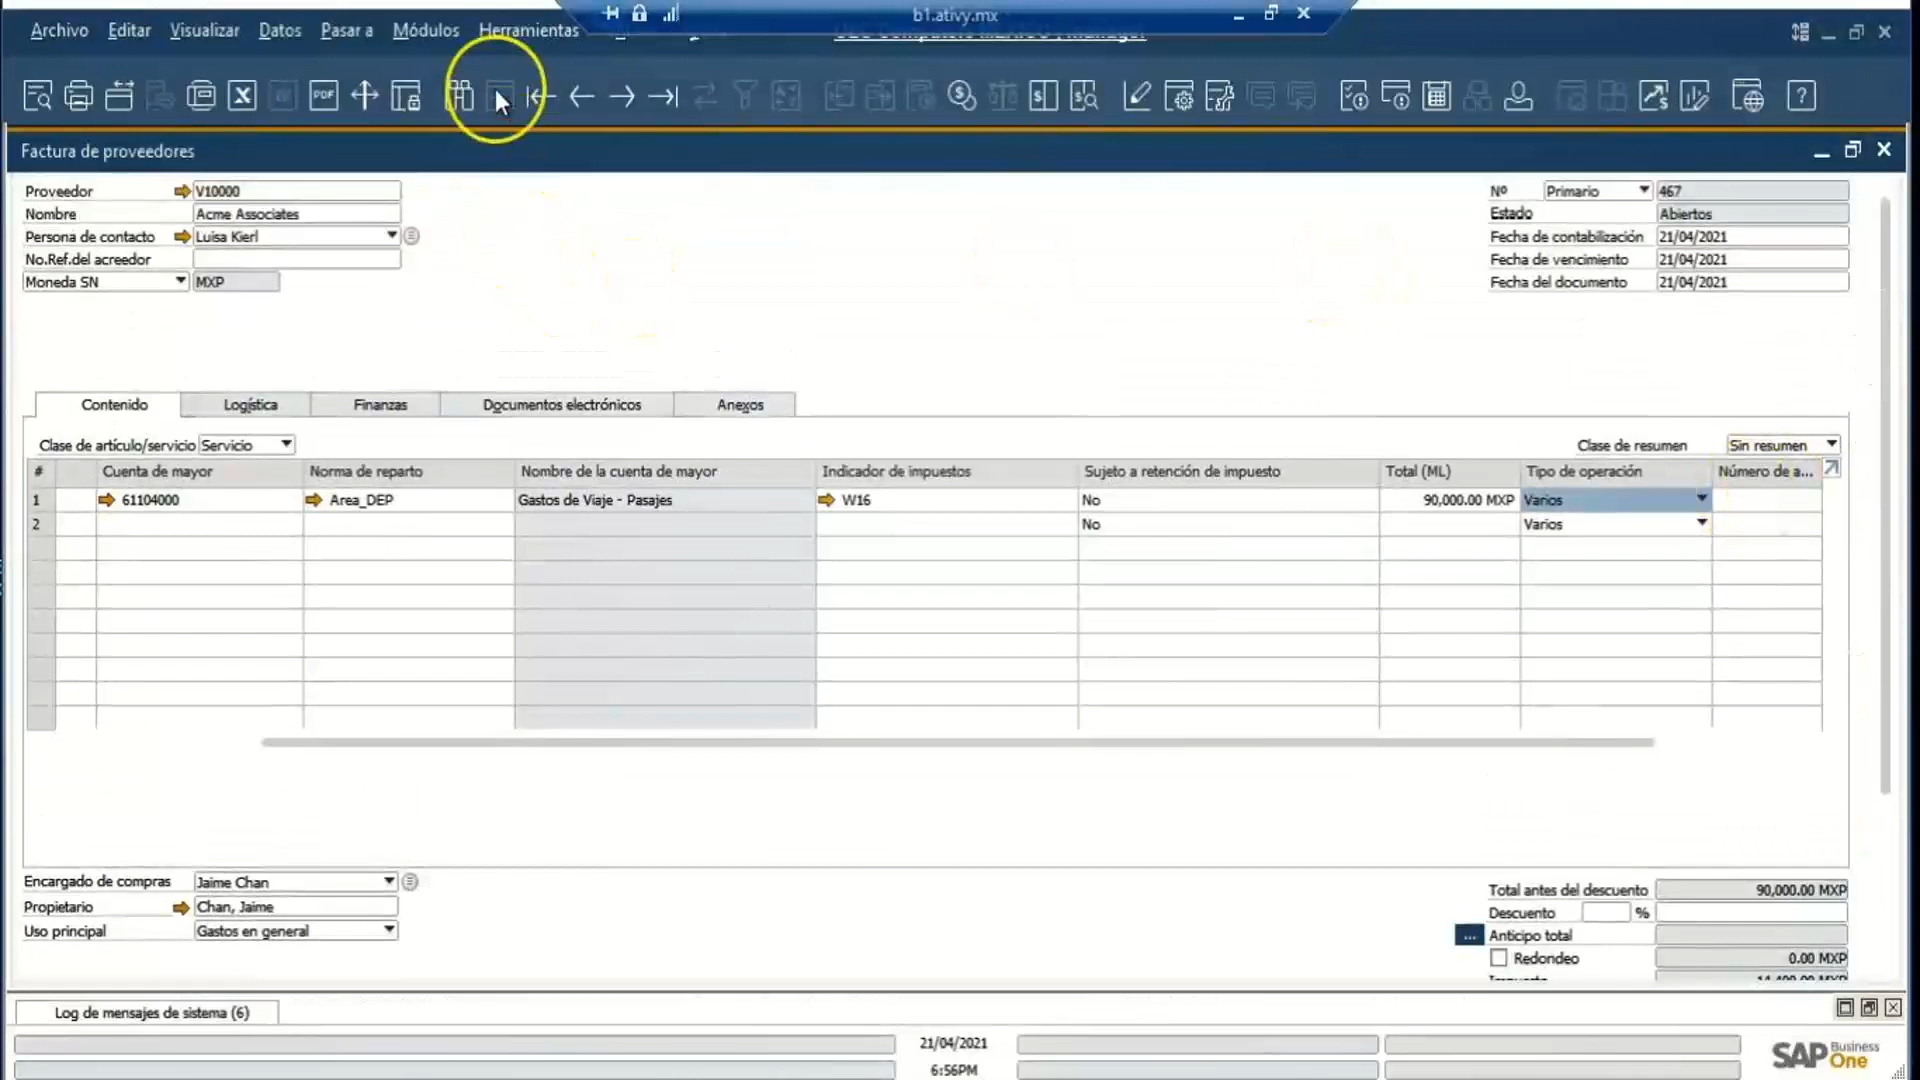 b1.ativy.mx
Archivo Editar Visualizar Datos Pasar a Módulos Herramientas
PDF
Factura de proveedores
Proveedor V10000
Nombre Acme Associates
Persona de contacto Luisa Kierl
No.Ref.del acreedor
Moneda SN MXP
Nº Primario 467
Estado Abiertos
Fecha de contabilización 21/04/2021
Fecha de vencimiento 21/04/2021
Fecha del documento 21/04/2021
Contenido Logística Finanzas Documentos electrónicos Anexos
Clase de artículo/servicio Servicio Clase de resumen Sin resumen
# Cuenta de mayor Norma de reparto Nombre de la cuenta de mayor Indicador de impuestos Sujeto a retención de impuesto Total (ML) Tipo de operación Número de a...
1 61104000 Area_DEP Gastos de Viaje - Pasajes W16 No 90,000.00 MXP Varios
2 No Varios
Encargado de compras Jaime Chan
Propietario Chan, Jaime
Uso principal Gastos en general
Total antes del descuento 90,000.00 MXP
Descuento %
... Anticipo total
Redondeo 0.00 MXP
Log de mensajes de sistema (6)
21/04/2021
6:56PM
SAP Business One